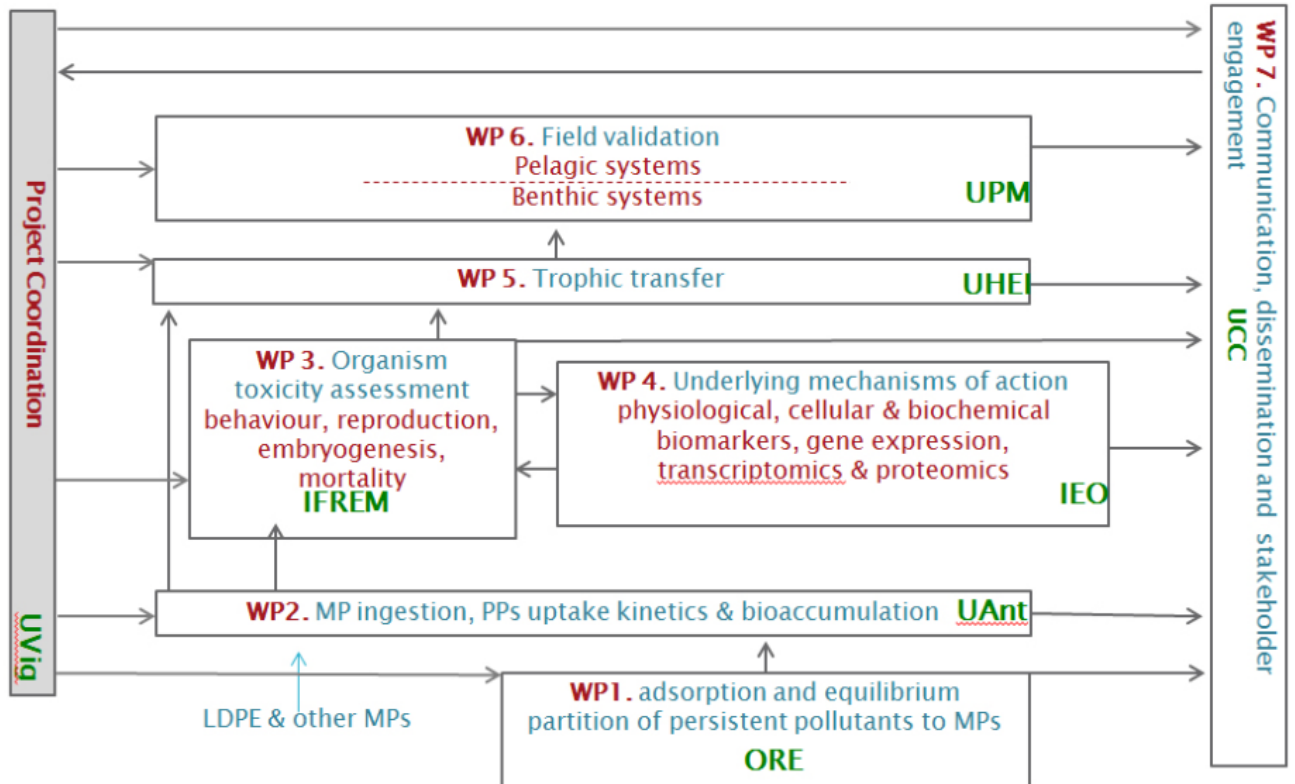 Project Coordination
UVig
WP 6. Field validation
Pelagic systems
Benthic systems
UPM
WP 5. Trophic transfer
UHEI
WP 3. Organism
toxicity assessment
behaviour, reproduction,
embryogenesis,
mortality
IFREM
WP 4. Underlying mechanisms of action
physiological, cellular & biochemical
biomarkers, gene expression,
transcriptomics & proteomics
IEO
WP2. MP ingestion, PPs uptake kinetics & bioaccumulation UAnt
LDPE & other MPs
WP1. adsorption and equilibrium
partition of persistent pollutants to MPs
ORE
WP 7. Communication, dissemination and stakeholder
engagement
UCC